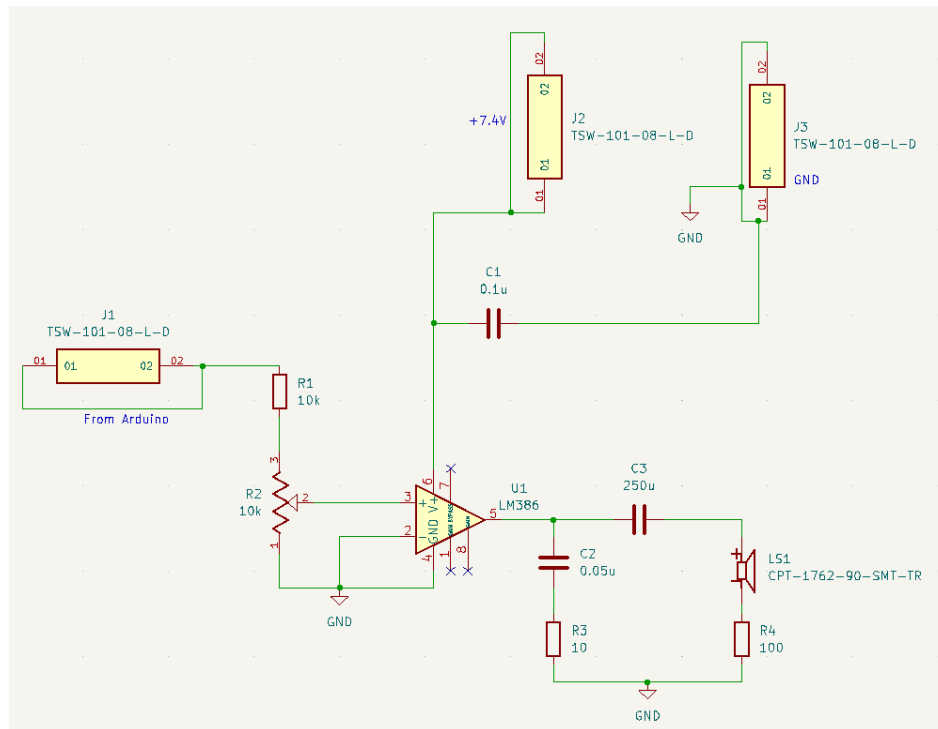 02
02
+7.4V
J2
TSW-101-08-L-D
01
01
02
02
J3
TSW-101-08-L-D
01
GND
01
GND
C1
0.1u
J1
TSW-101-08-L-D
01
01
02
02
From Arduino
R1
10k
3
R2
10k
2
1
GND
6
7
3
+
V+
U1
LM386
5
2
-
GND
BYPASS
GAIN
4
1
8
C3
250u
C2
0.05u
+
LS1
CPT-1762-90-SMT-TR
R3
10
R4
100
GND